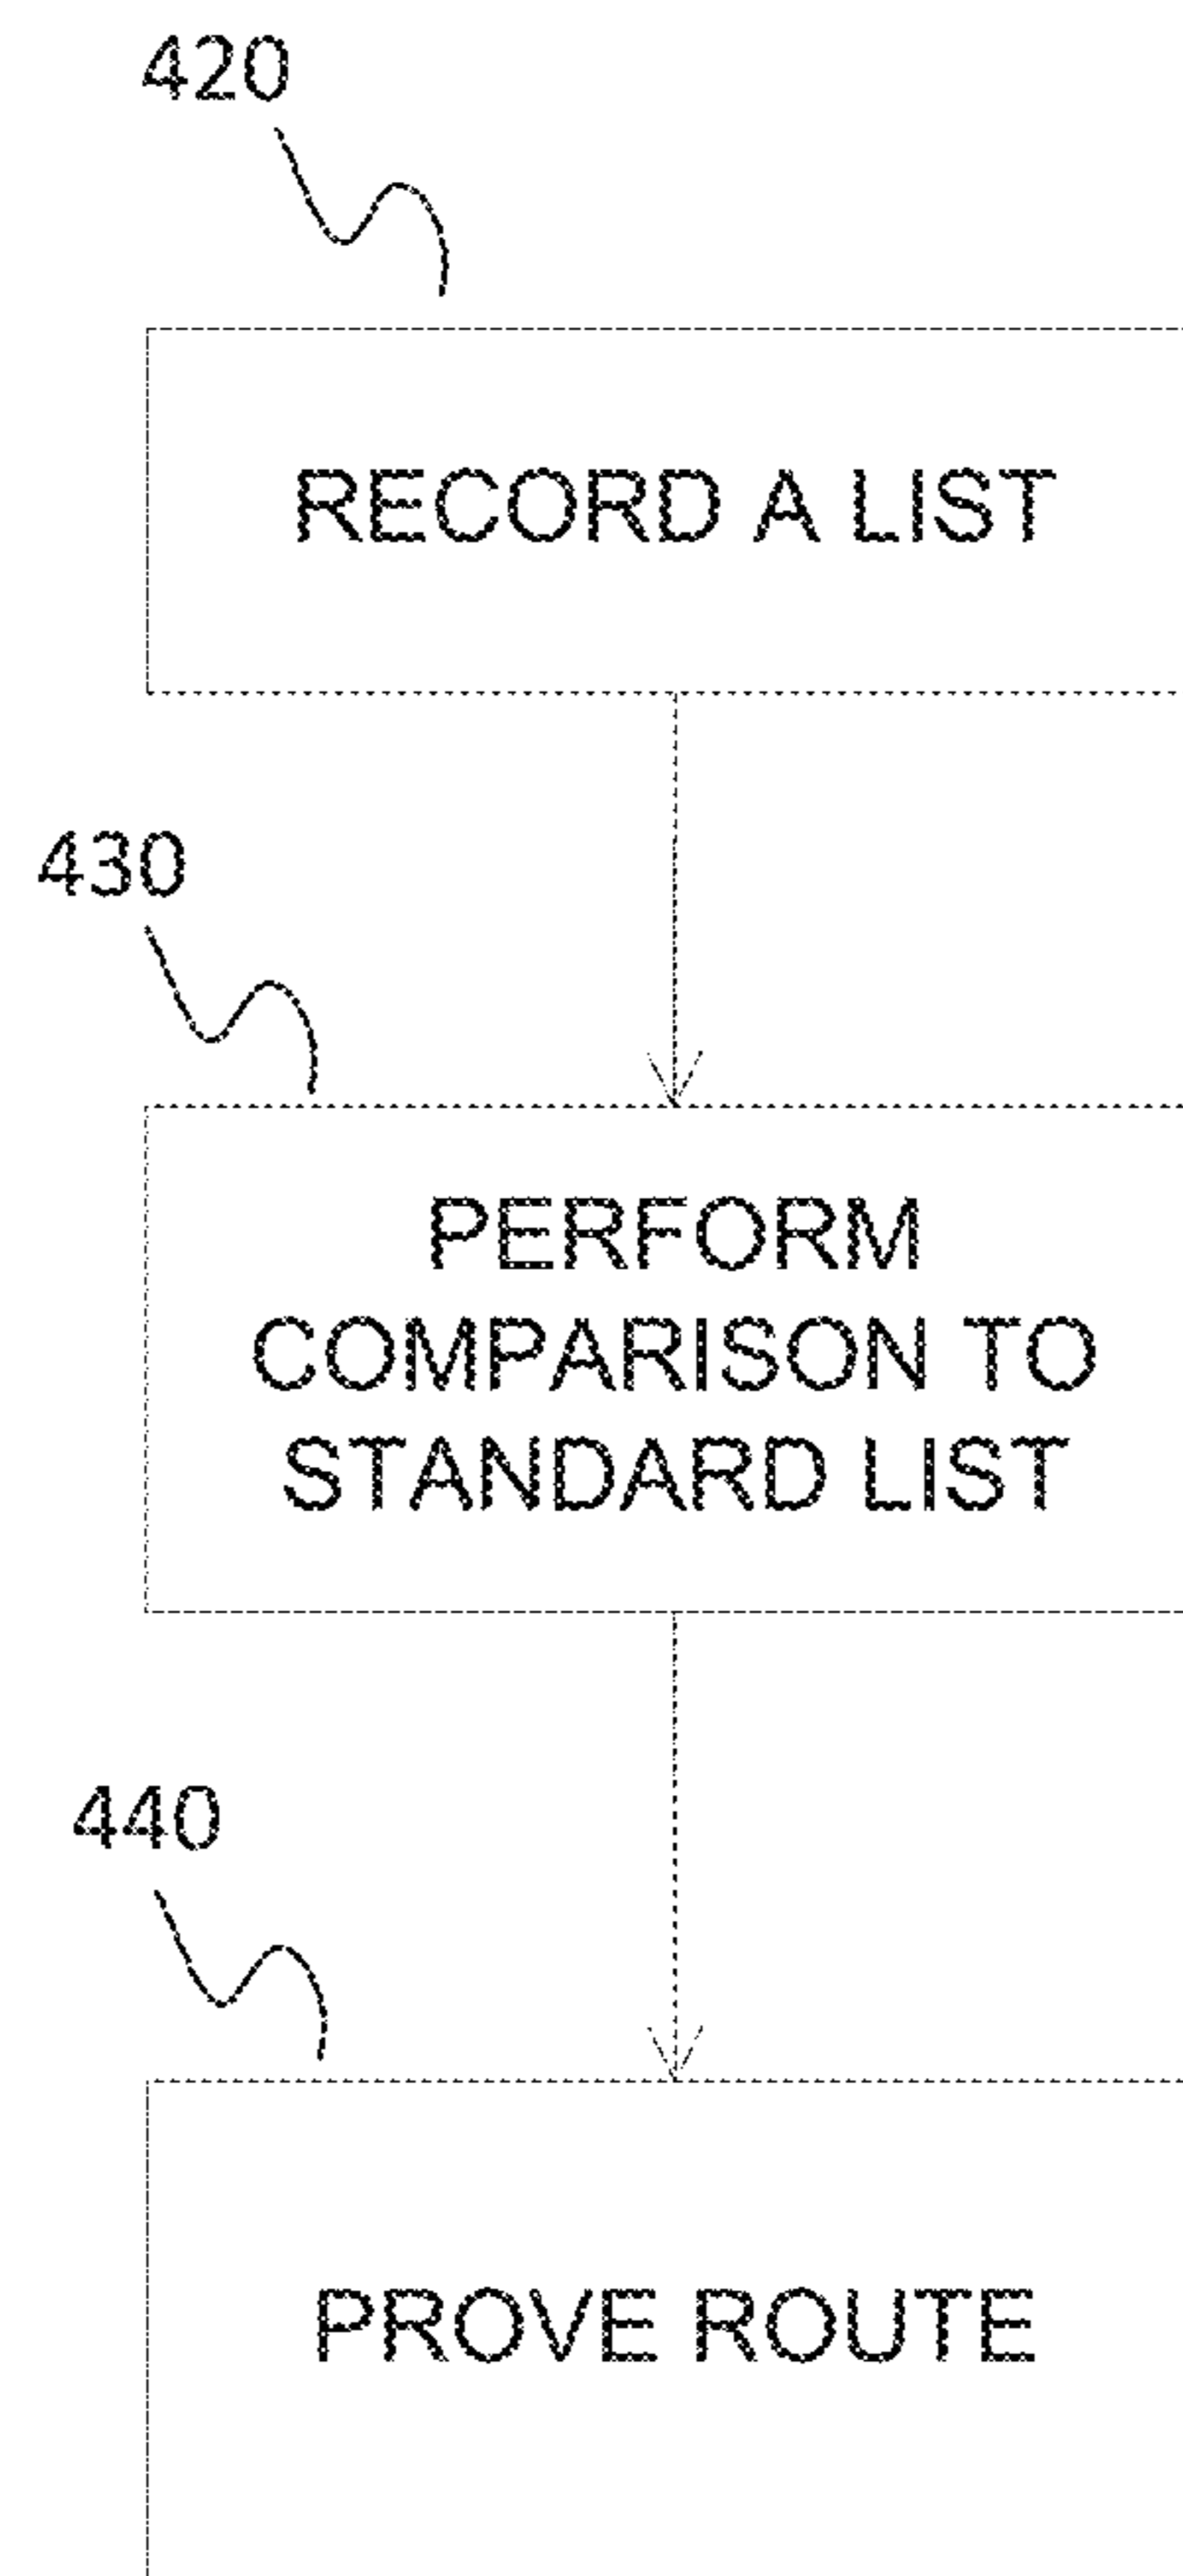 420
RECORD A LIST
430
PERFORM
COMPARISON TO
STANDARD LIST
440
PROVE ROUTE